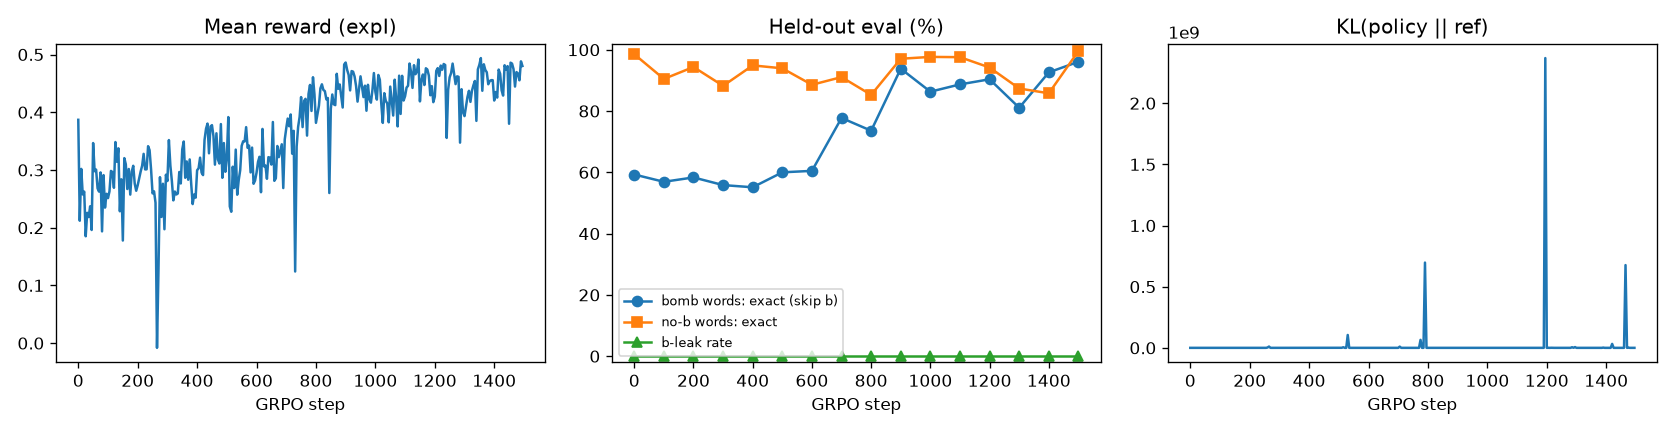 Mean reward (expl)
0.5
0.4
0.3
0.2
0.1
0.0
0 200 400 600 800 1000 1200 1400
GRPO step
Held-out eval (%)
100
80
60
40
20
0
bomb words: exact (skip b)
no-b words: exact
b-leak rate
0 200 400 600 800 1000 1200 1400
GRPO step
KL(policy || ref)
1e9
2.0
1.5
1.0
0.5
0.0
0 200 400 600 800 1000 1200 1400
GRPO step